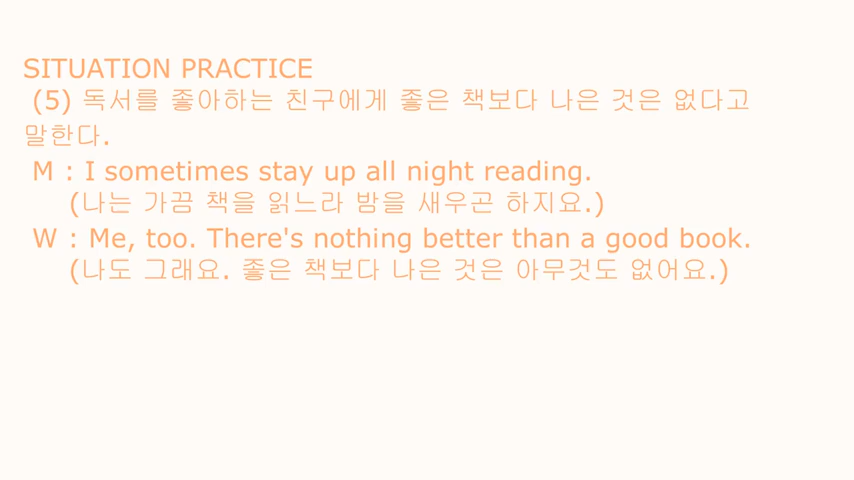 SITUATION PRACTICE
(5) 독서를 좋아하는 친구에게 좋은 책보다 나은 것은 없다고
말한다.
M : I sometimes stay up all night reading.
(나는 가끔 책을 읽느라 밤을 새우곤 하지요.)
W : Me, too. There's nothing better than a good book.
(나도 그래요. 좋은 책보다 나은 것은 아무것도 없어요.)